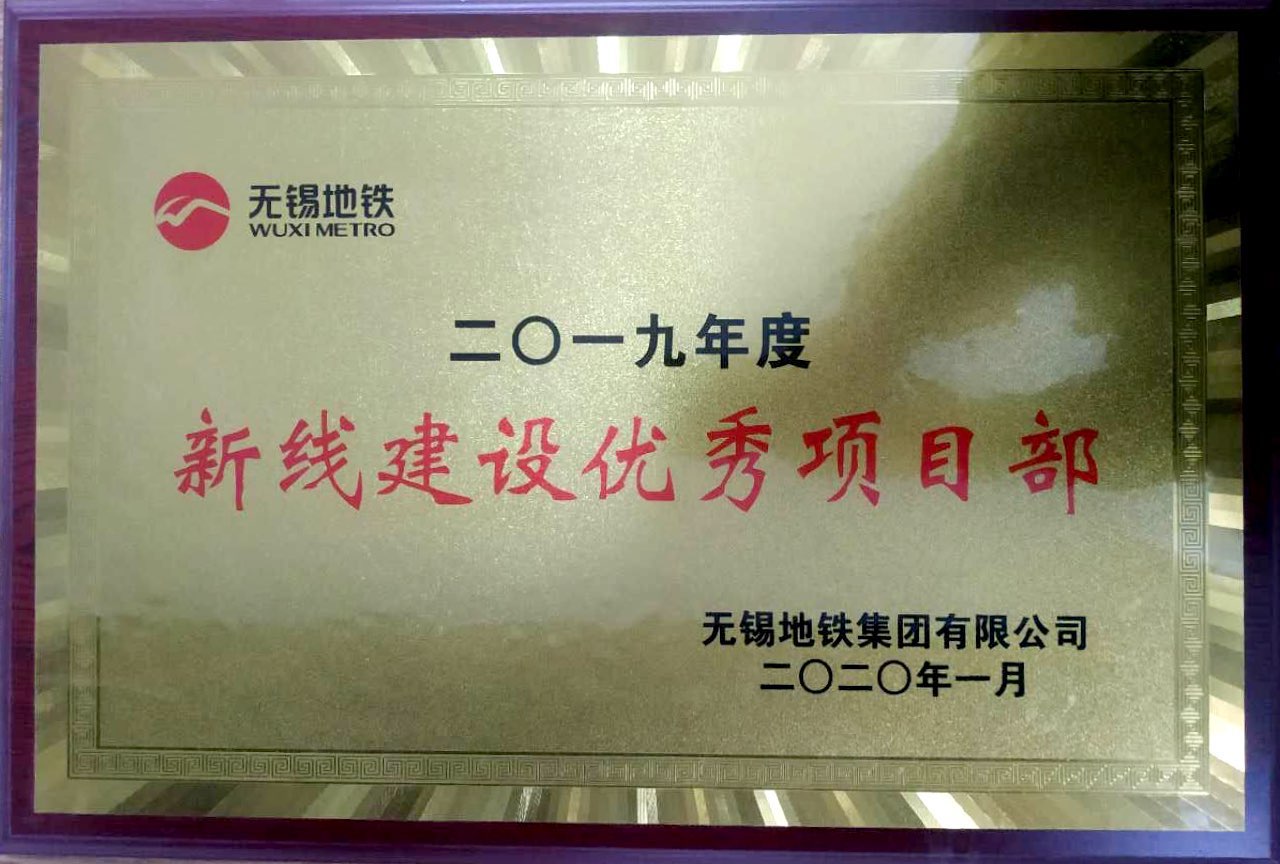 无锡地铁
WUXI METRO
二〇一九年度
新线建设优秀项目部
无锡地铁集团有限公司
二〇二〇年一月